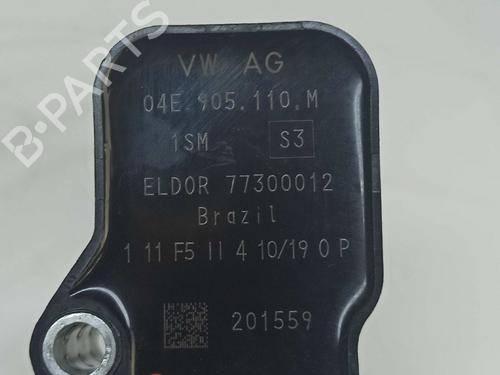 B-PARTS
VW AG
04E.905.110.M
1SM S3
ELDOR 77300012
Brazil
1 11 F5 II 4 10/19 0 P
201559